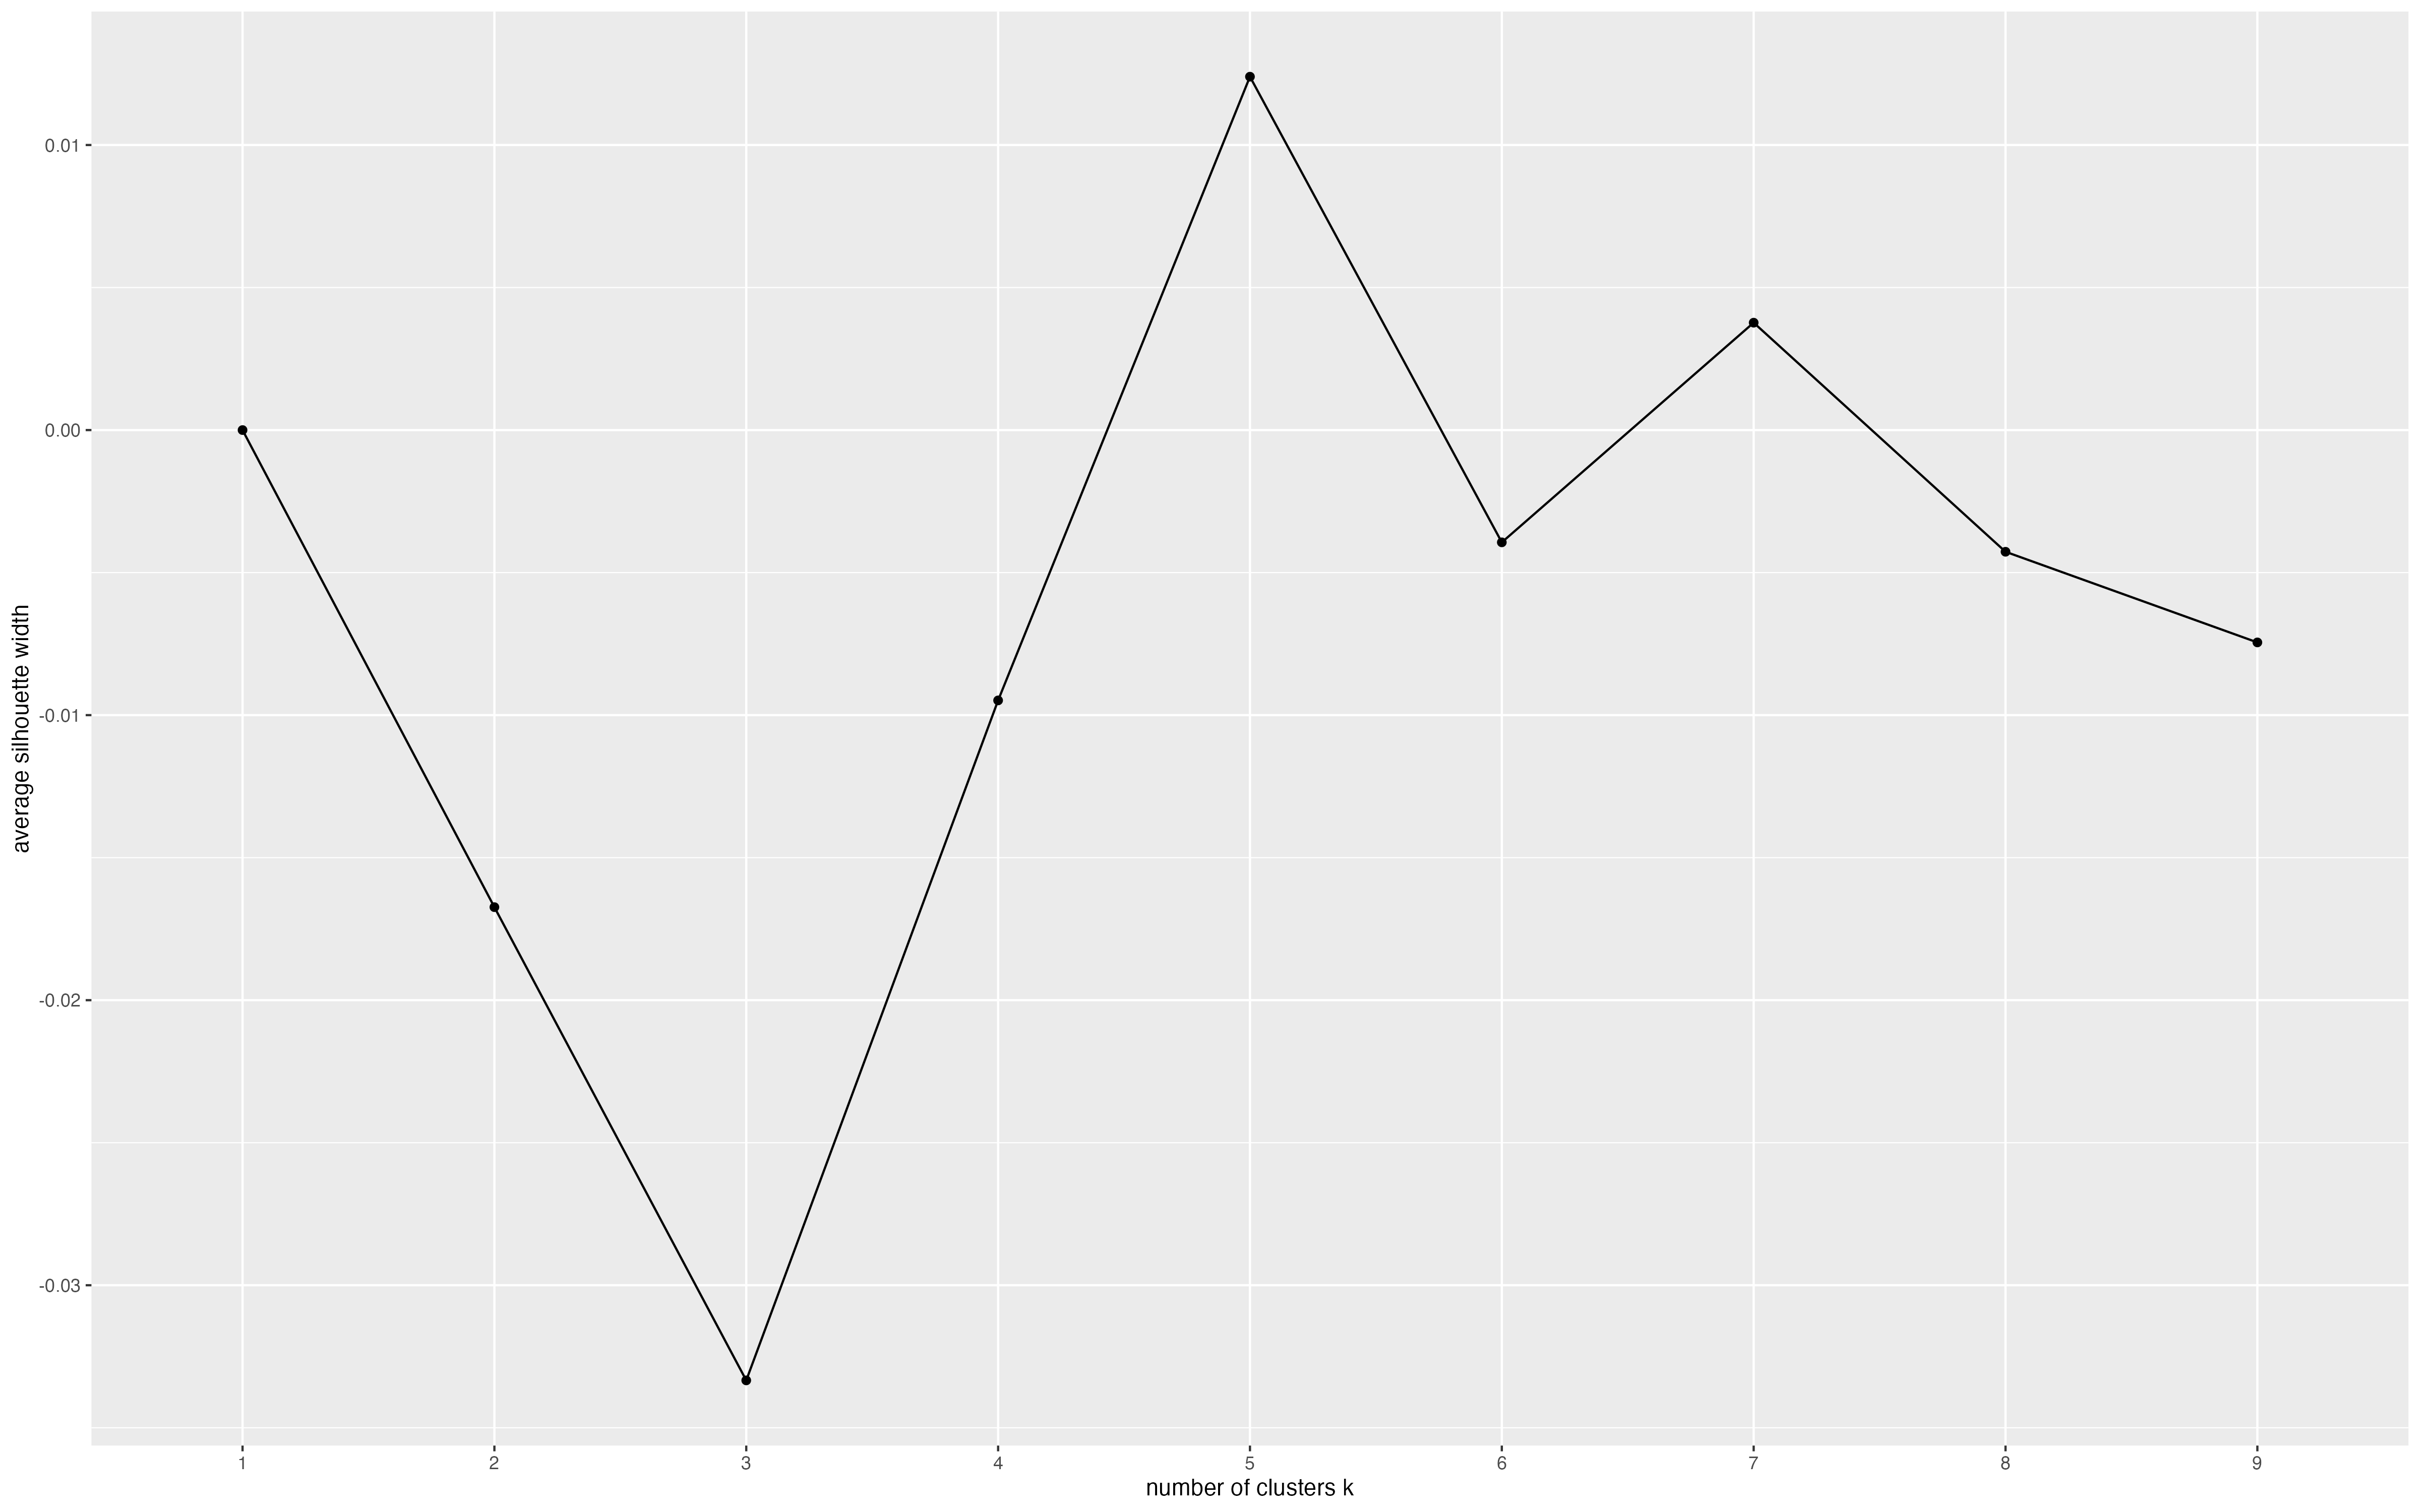 average silhouette width
0.01
0.00
-0.01
-0.02
-0.03
1 2 3 4 5 6 7 8 9
number of clusters k